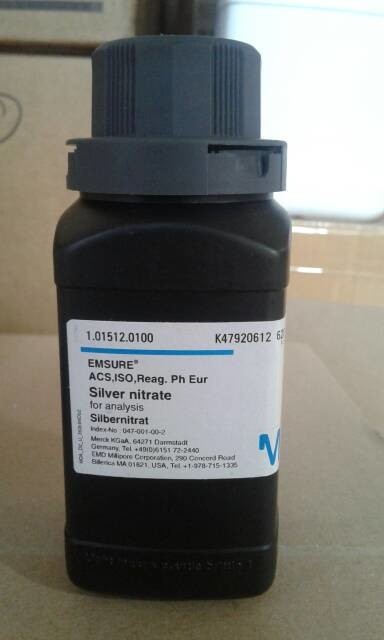 1.01512.0100 K47920612
EMSURE®
ACS,ISO,Reag. Ph Eur
Silver nitrate
for analysis
Silbernitrat
Index-No: 047-001-00-2
Merck KGaA, 64271 Darmstadt
Germany, Tel. +49(0)6151 72-2440
EMD Millipore Corporation, 290 Concord Road
Billerica MA 01821, USA, Tel. +1-978-715-1335